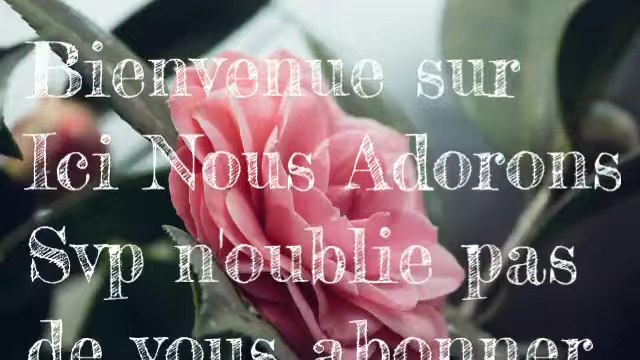 Bienvenue sur
Ici Nous Adorons
Svp n'oublie pas
de vous abonner